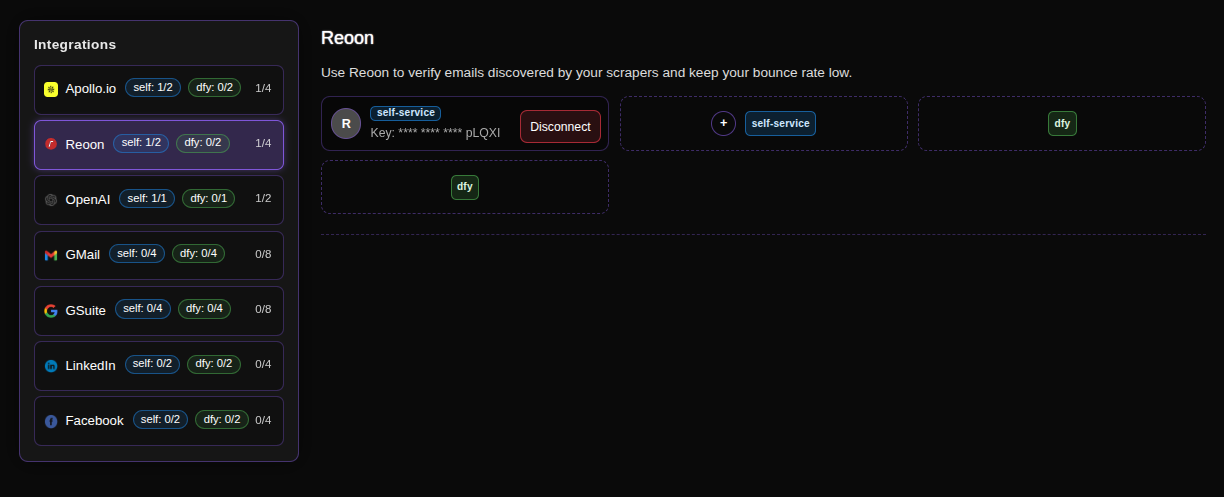 Integrations
Apollo.io self: 1/2 dfy: 0/2 1/4
Reoon self: 1/2 dfy: 0/2 1/4
OpenAI self: 1/1 dfy: 0/1 1/2
GMail self: 0/4 dfy: 0/4 0/8
GSuite self: 0/4 dfy: 0/4 0/8
LinkedIn self: 0/2 dfy: 0/2 0/4
Facebook self: 0/2 dfy: 0/2 0/4
Reoon
Use Reoon to verify emails discovered by your scrapers and keep your bounce rate low.
R
self-service
Key: **** **** **** pLQXI
Disconnect
+ self-service
dfy
dfy